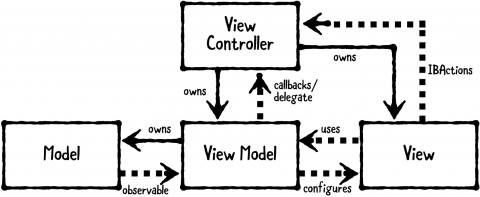 View
Controller
owns
IBActions
owns
callbacks/
delegate
owns
uses
Model
View Model
View
observable
configures